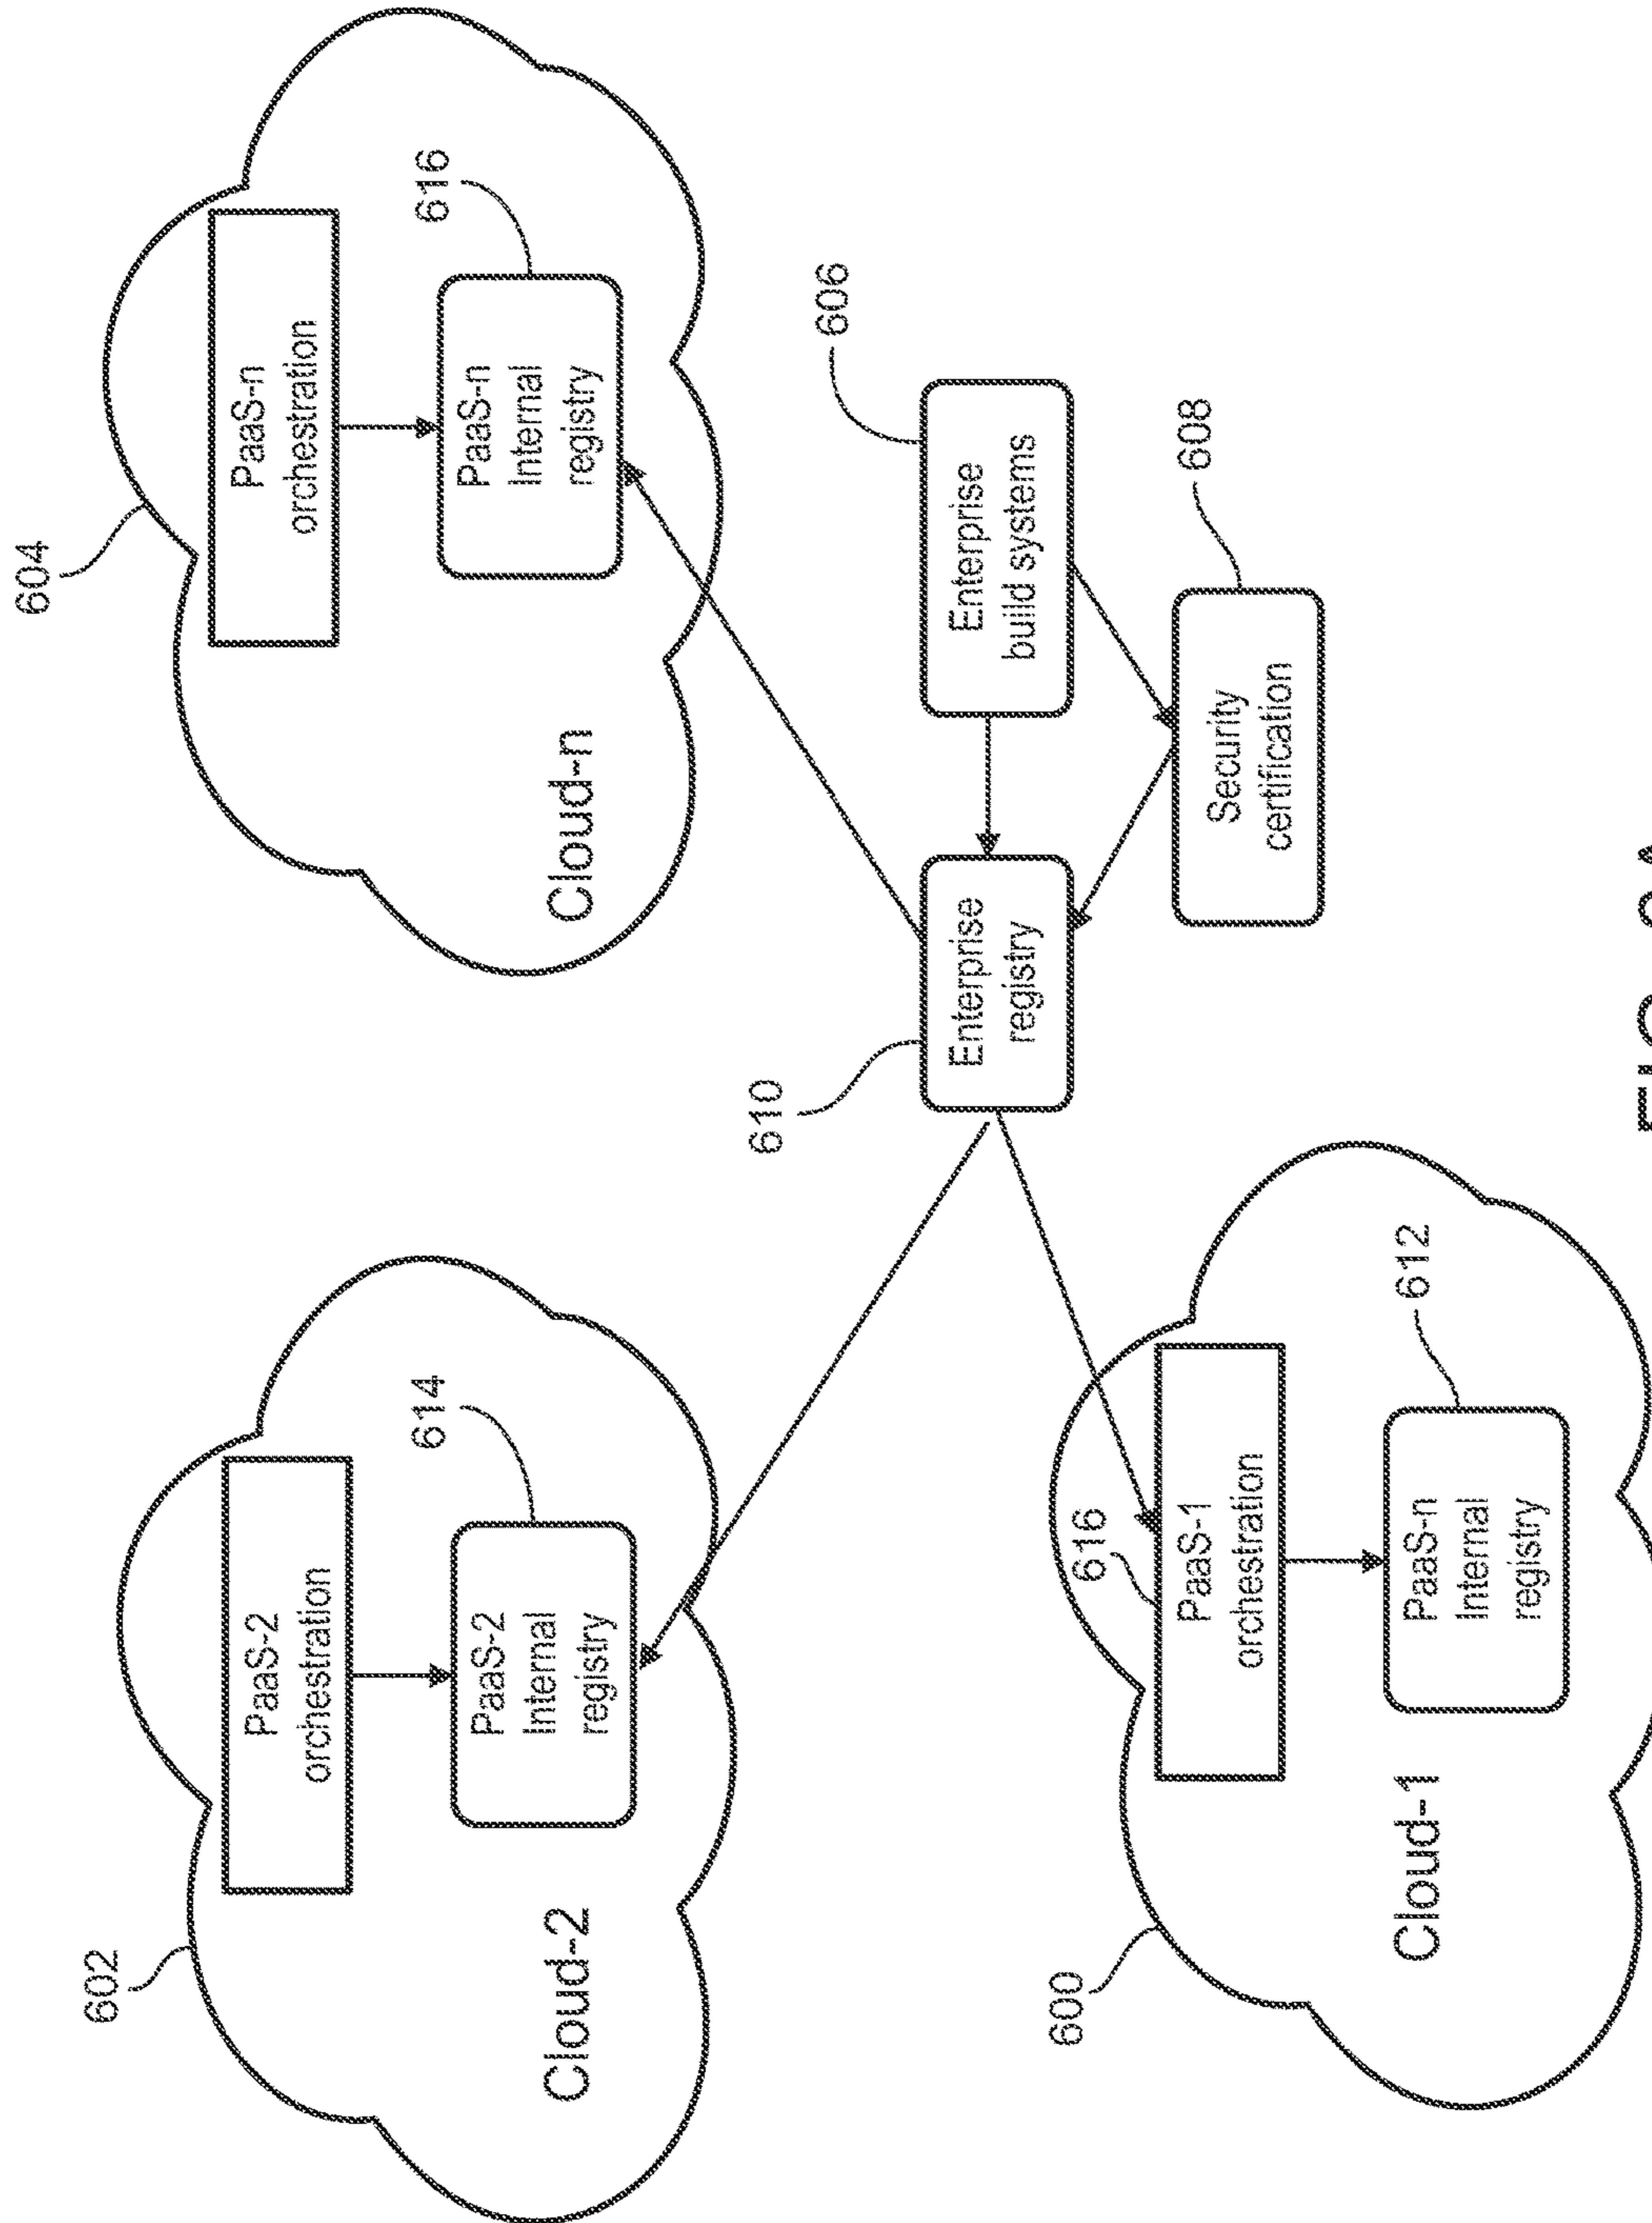 602
PaaS-2
orchestration
614
PaaS-2
Internal
registry
Cloud-2
604
PaaS-n
orchestration
616
PaaS-n
Internal
registry
Cloud-n
610
Enterprise
registry
606
Enterprise
build systems
608
Security
certification
600
616
PaaS-1
orchestration
612
PaaS-n
Internal
registry
Cloud-1